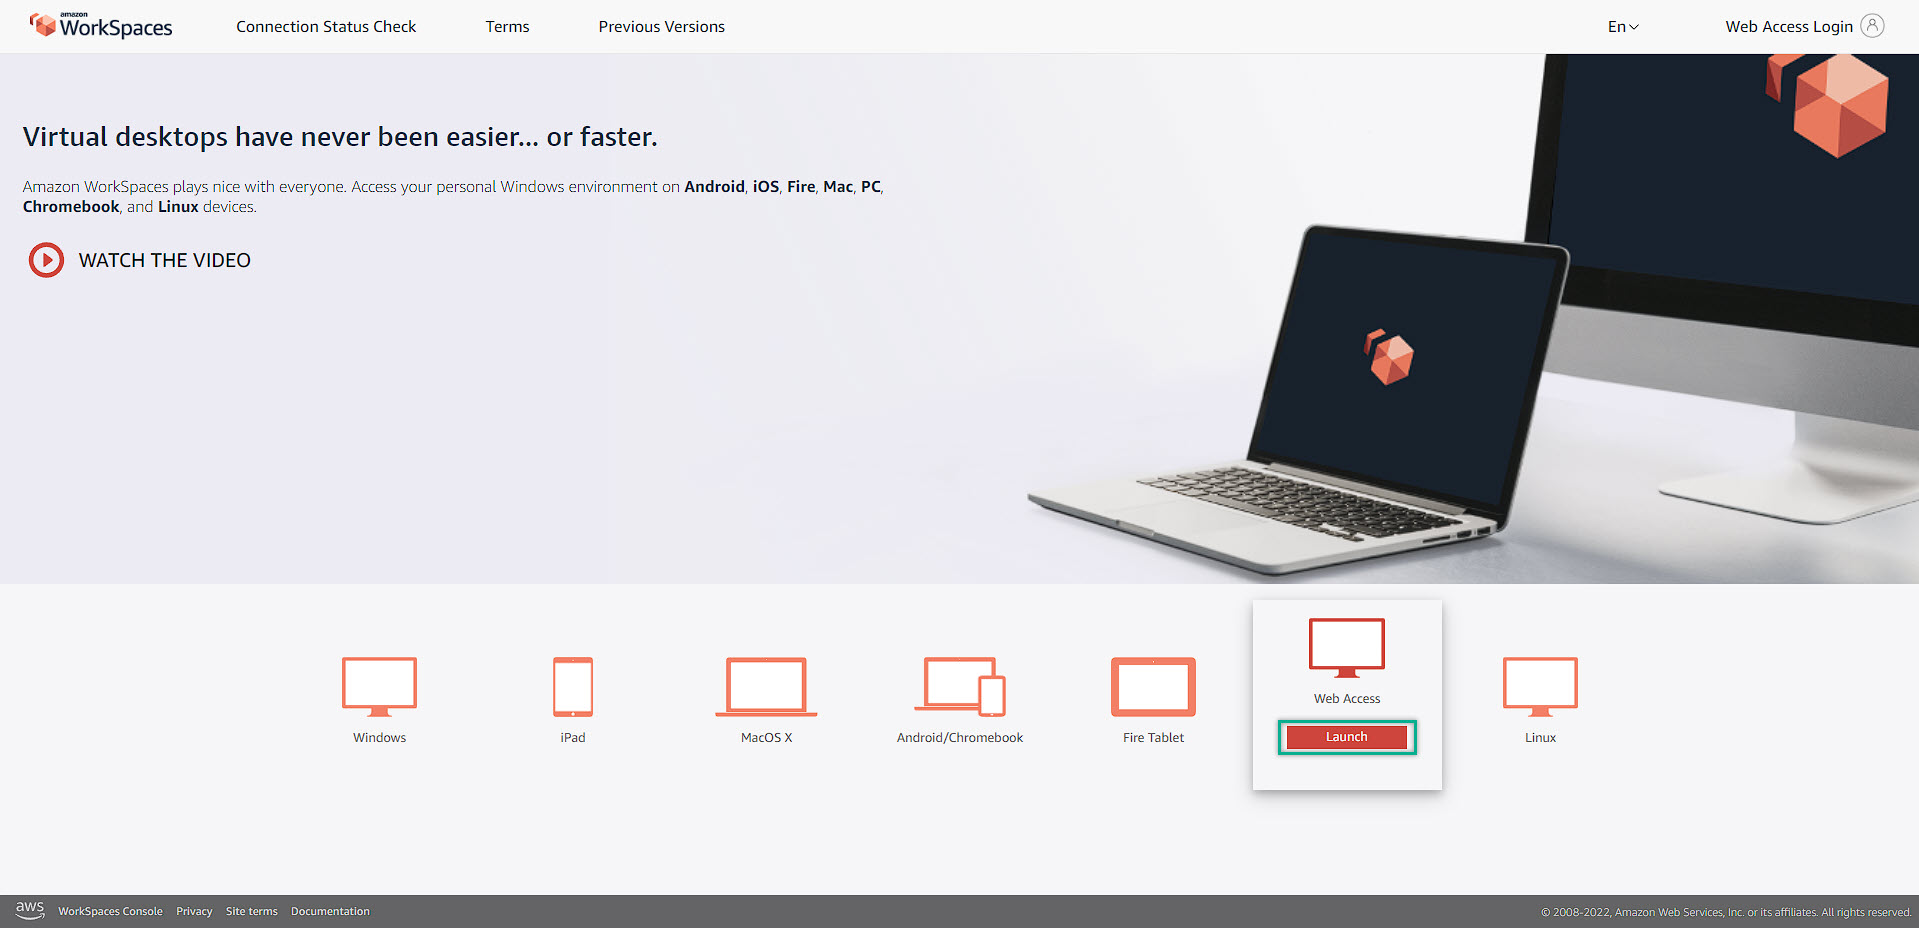 amazon
WorkSpaces
Connection Status Check
Terms
Previous Versions
En
Web Access Login
Virtual desktops have never been easier... or faster.
Amazon WorkSpaces plays nice with everyone. Access your personal Windows environment on Android, iOS, Fire, Mac, PC,
Chromebook, and Linux devices.
WATCH THE VIDEO
Windows
iPad
MacOS X
Android/Chromebook
Fire Tablet
Web Access
Launch
Linux
aws
WorkSpaces Console
Privacy
Site terms
Documentation
© 2008-2022, Amazon Web Services, Inc. or its affiliates. All rights reserved.